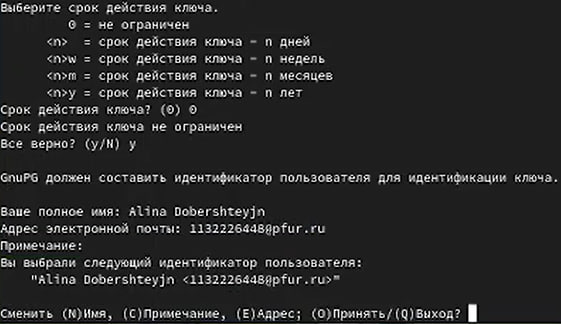 Выберите срок действия ключа.
0 = не ограничен
<n> = срок действия ключа - n дней
<n>w = срок действия ключа - n недель
<n>m = срок действия ключа - n месяцев
<n>y = срок действия ключа - n лет
Срок действия ключа? (0) 0
Срок действия ключа не ограничен
Все верно? (y/N) y
GnuPG должен составить идентификатор пользователя для идентификации ключа.
Ваше полное имя: Alina Dobershteyjn
Адрес электронной почты: 1132226448@pfur.ru
Примечание:
Вы выбрали следующий идентификатор пользователя:
"Alina Dobershteyjn <1132226448@pfur.ru>"
Сменить (N)Имя, (C)Примечание, (E)Адрес; (O)Принять/(Q)Выход?